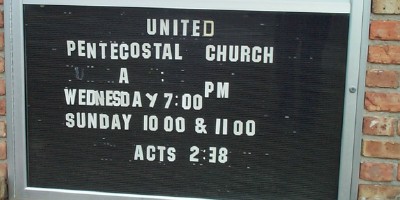 UNITED
PENTECOSTAL CHURCH
U A :
WEDNESDAY 7:00 PM
SUNDAY 10 00 & 11 00
ACTS 2:38